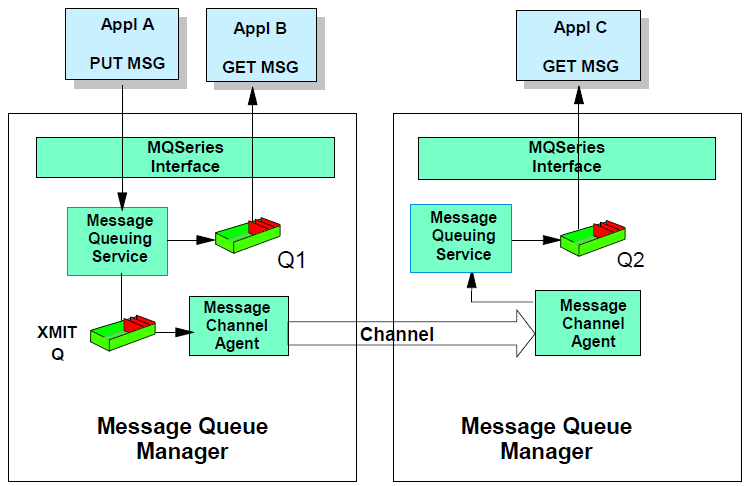 Appl A
PUT MSG
Appl B
GET MSG
Appl C
GET MSG
MQSeries
Interface
MQSeries
Interface
Message
Queuing
Service
Q1
Message
Queuing
Service
Q2
XMIT
Q
Message
Channel
Agent
Channel
Message
Channel
Agent
Message Queue
Manager
Message Queue
Manager